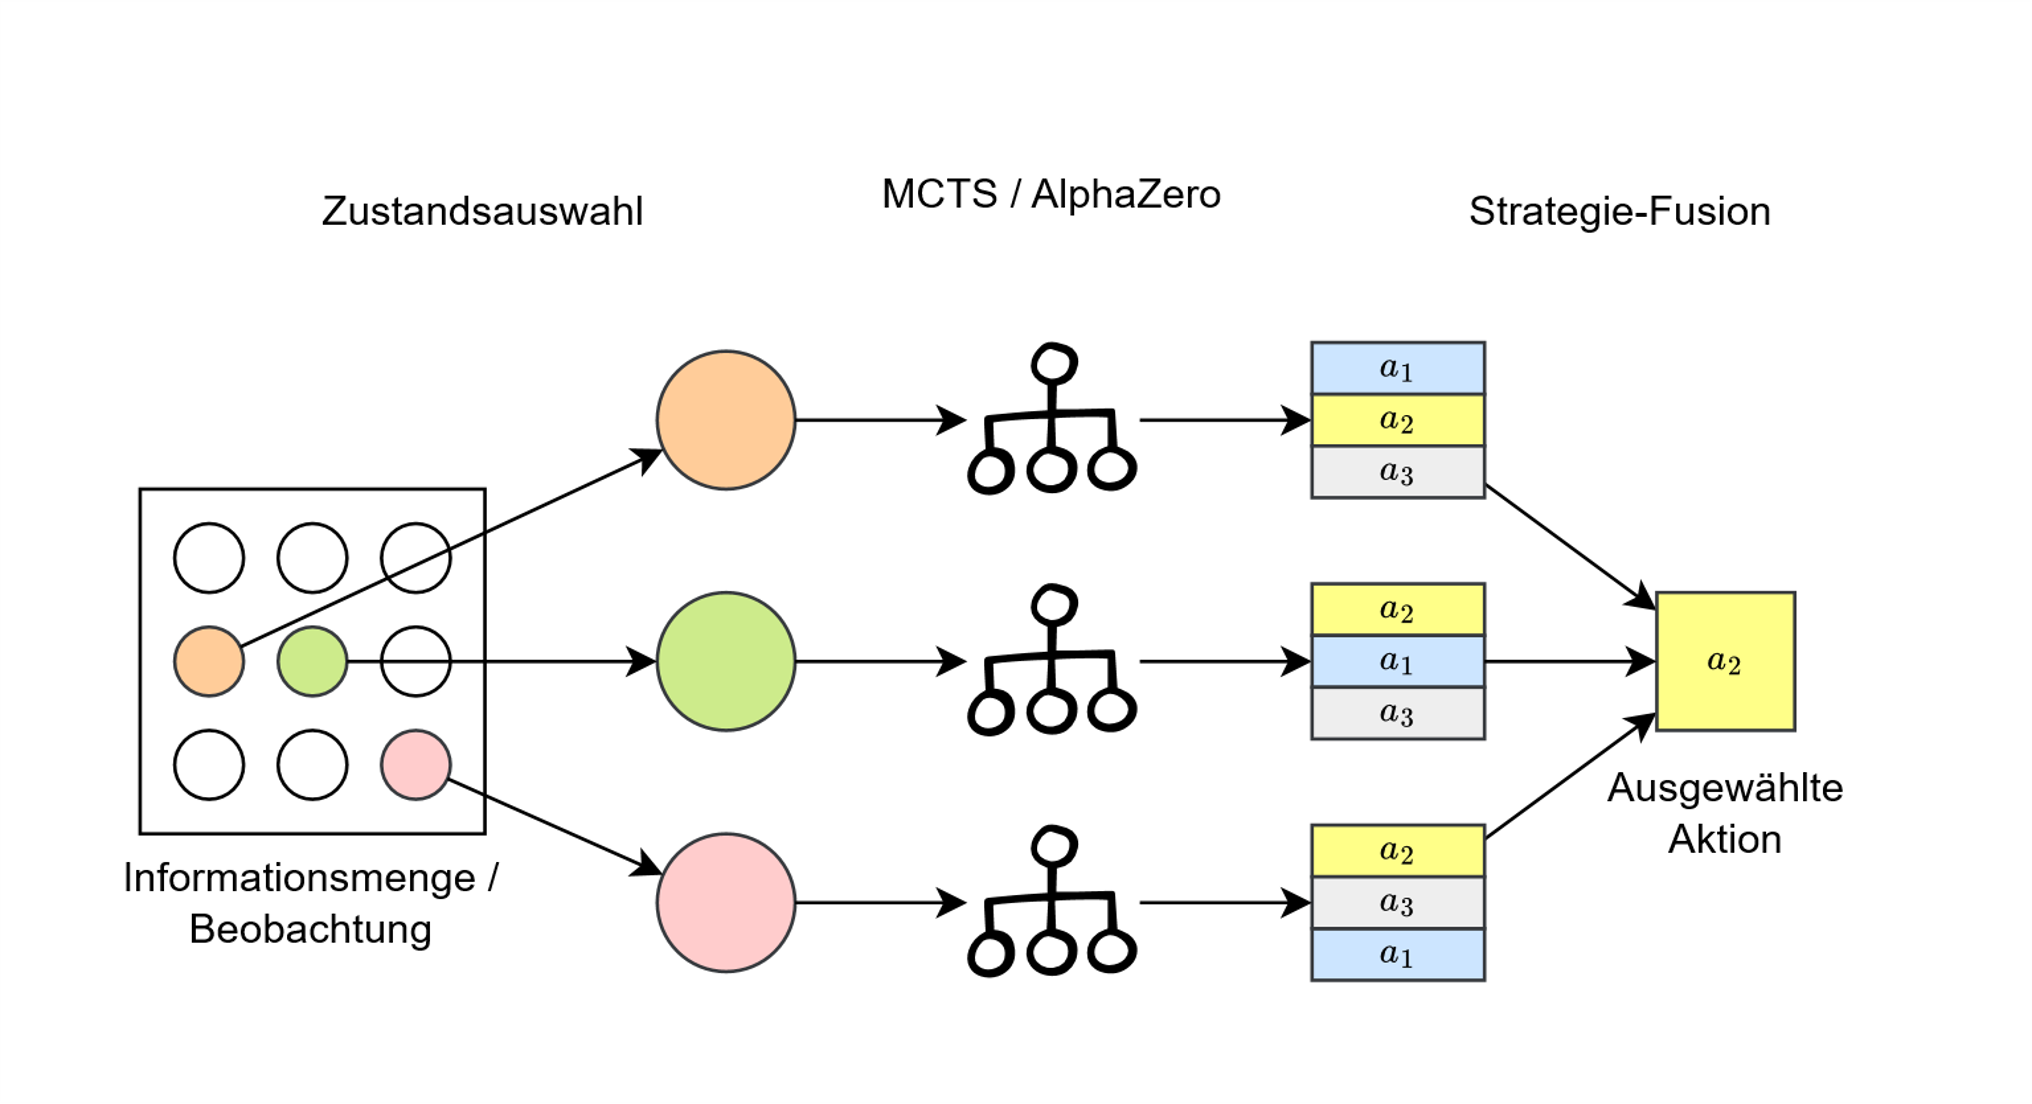 Zustandsauswahl
MCTS / AlphaZero
Strategie-Fusion
Informationsmenge /
Beobachtung
a₁
a₂
a₃
a₂
a₁
a₃
a₂
a₃
a₁
a₂
Ausgewählte
Aktion